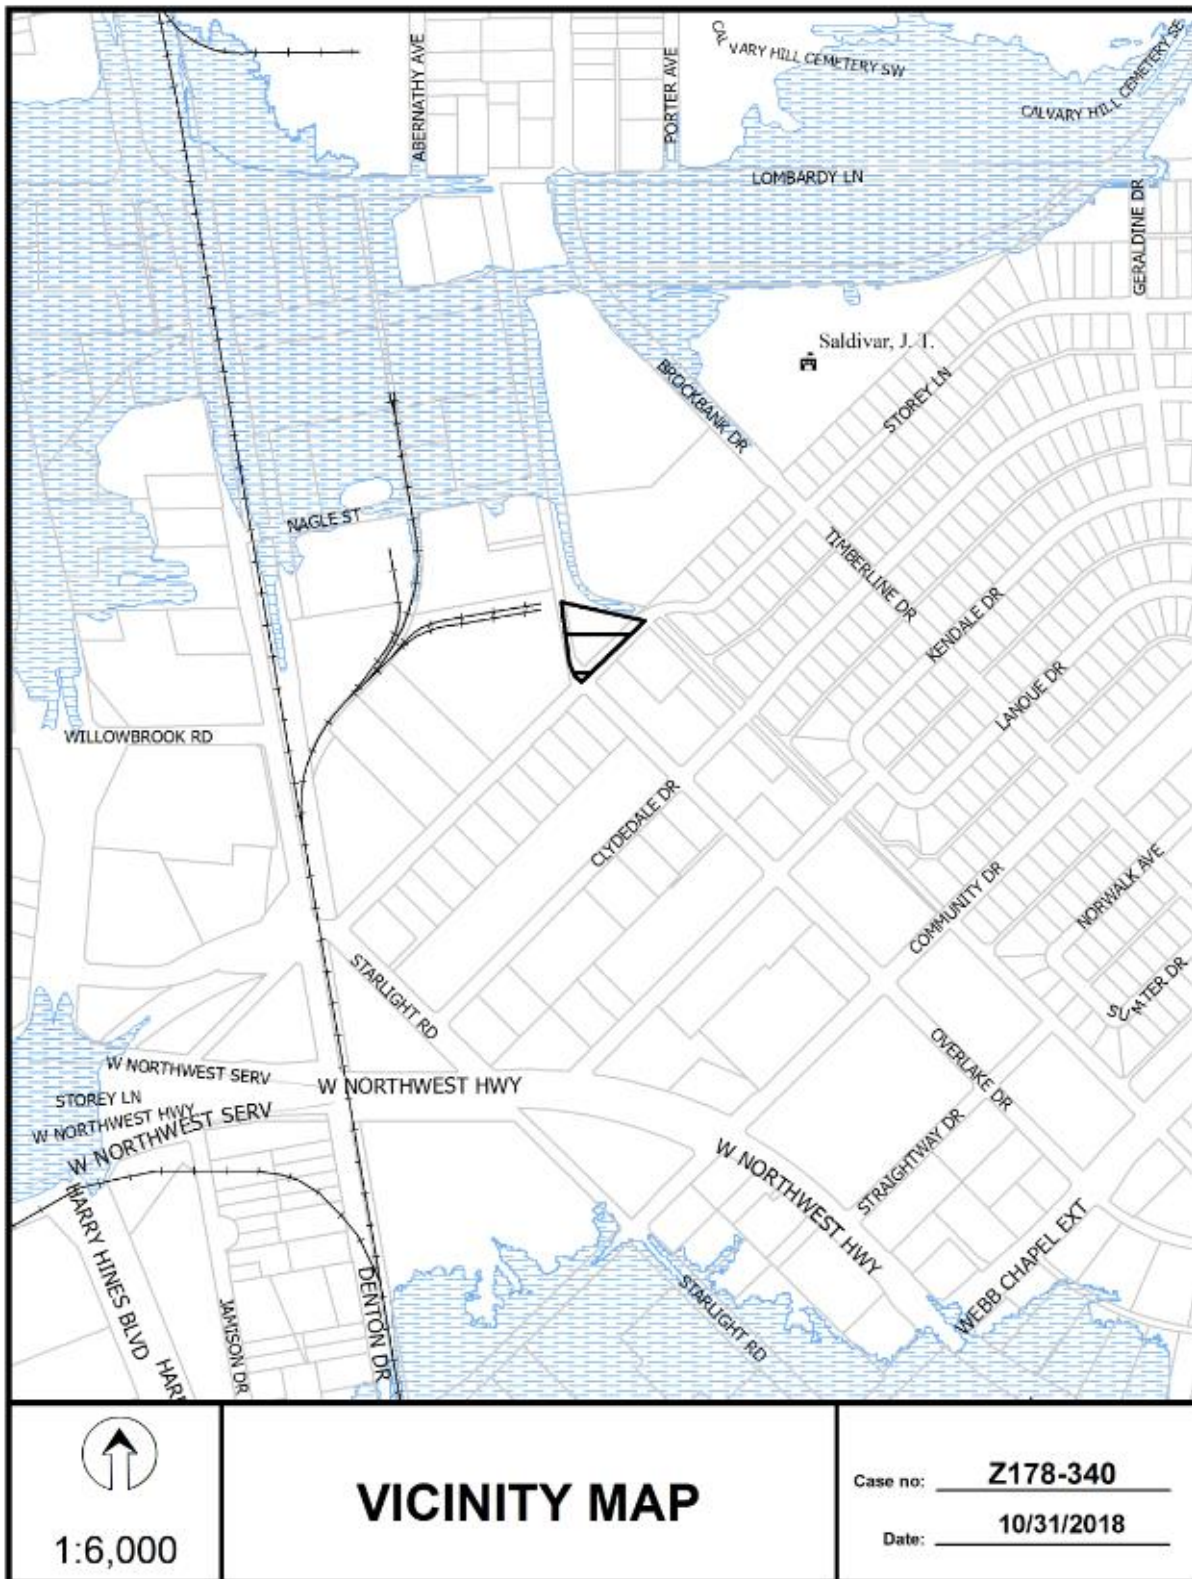 ABERNATHY AVE
PORTER AVE
CALVARY HILL CEMETERY SW
CALVARY HILL CEMETERY SE
LOMBARDY LN
GERALDINE DR
Saldivar, J. T.
BROCKBANK DR
STOREY LN
NAGLE ST
TIMBERLINE DR
KENDALE DR
LANOUE DR
WILLOWBROOK RD
CLYDEDALE DR
COMMUNITY DR
NORWALK AVE
SUMTER DR
STARLIGHT RD
OVERLAKE DR
W NORTHWEST SERV
W NORTHWEST HWY
STOREY LN
W NORTHWEST HWY
W NORTHWEST SERV
STRAIGHTWAY DR
W NORTHWEST HWY
WEBB CHAPEL EXT
HARRY HINES BLVD
HARR
JAMISON DR
DENTON DR
STARLIGHT RD
1:6,000
VICINITY MAP
Case no: Z178-340
Date: 10/31/2018